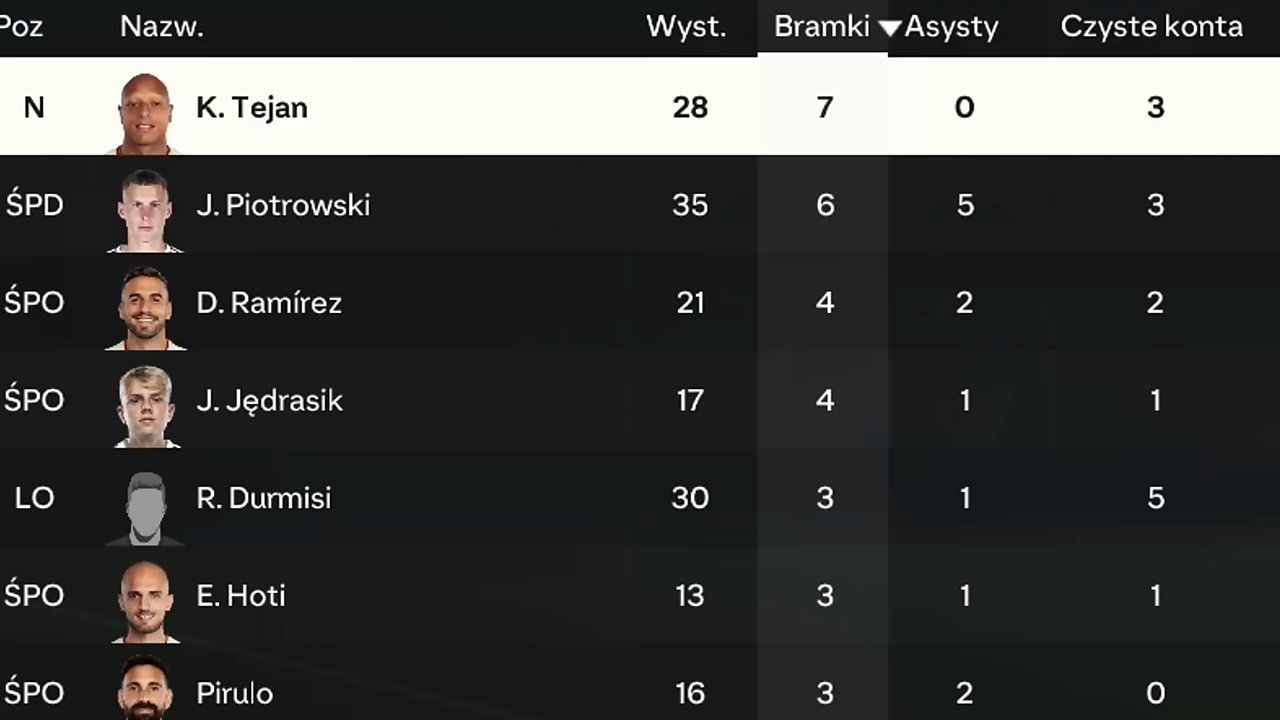 Poz Nazw. Wyst. Bramki Asysty Czyste konta
N K. Tejan 28 7 0 3
ŚPD J. Piotrowski 35 6 5 3
ŚPO D. Ramírez 21 4 2 2
ŚPO J. Jędrasik 17 4 1 1
LO R. Durmisi 30 3 1 5
ŚPO E. Hoti 13 3 1 1
ŚPO Pirulo 16 3 2 0